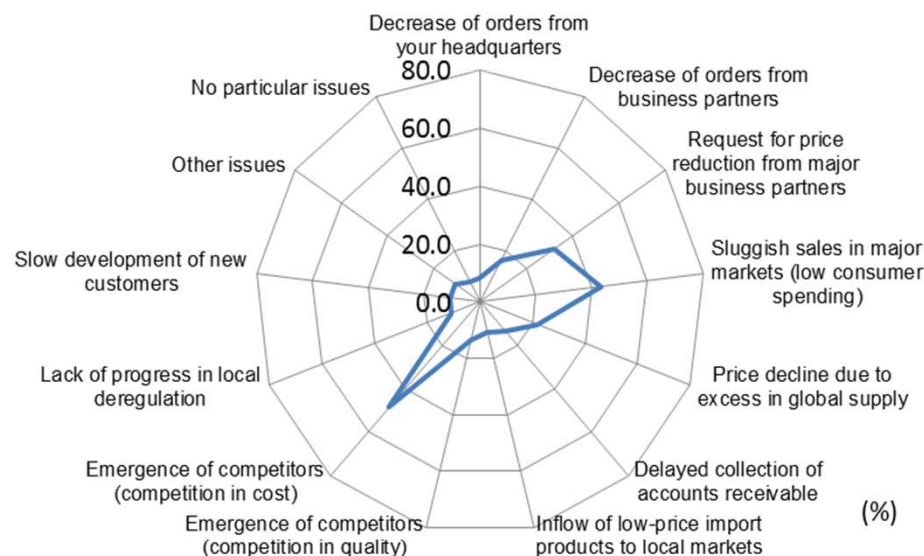 Decrease of orders from
your headquarters
Decrease of orders from
business partners
Request for price
reduction from major
business partners
Sluggish sales in major
markets (low consumer
spending)
Price decline due to
excess in global supply
Delayed collection of
accounts receivable
Inflow of low-price import
products to local markets
Emergence of competitors
(competition in quality)
Emergence of competitors
(competition in cost)
Lack of progress in local
deregulation
Slow development of new
customers
Other issues
No particular issues
80.0
60.0
40.0
20.0
0.0
(%)